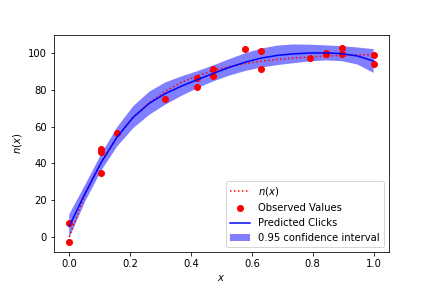 100
80
60
40
20
0
n(x)
n(x)
Observed Values
Predicted Clicks
0.95 confidence interval
0.0 0.2 0.4 0.6 0.8 1.0
x